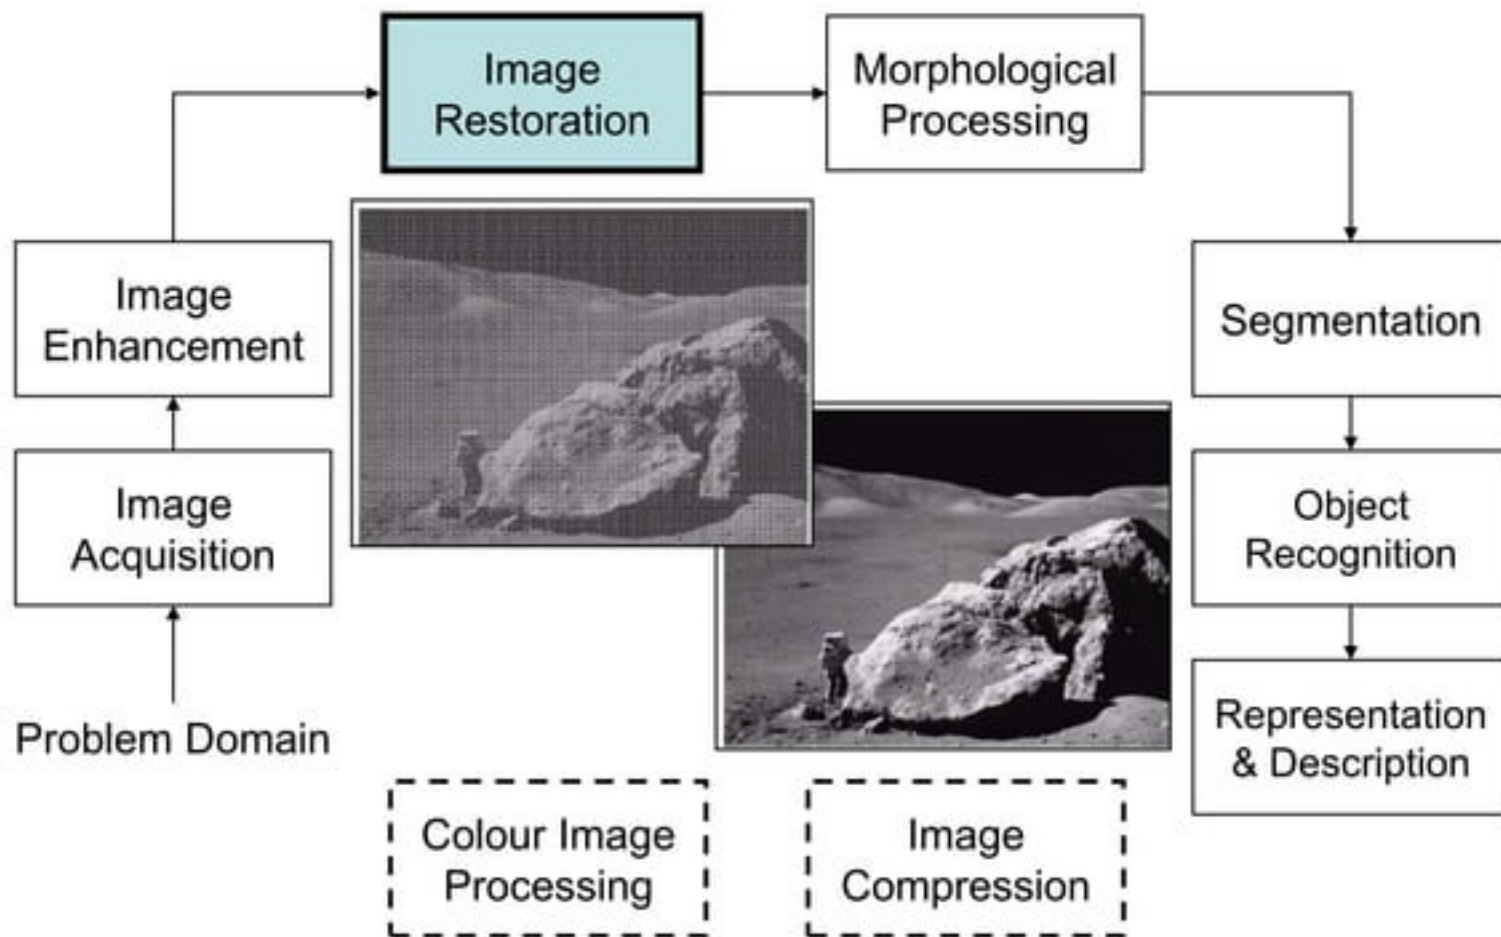 Image
Restoration
Morphological
Processing
Image
Enhancement
Segmentation
Image
Acquisition
Object
Recognition
Problem Domain
Representation
& Description
Colour Image
Processing
Image
Compression